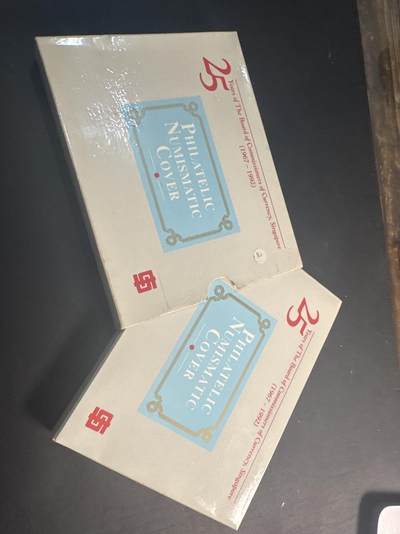 25
Years of The Board of Commissioners of Currency, Singapore
(1967 – 1992)
PHILATELIC
NUMISMATIC
COVER
25
Years of The Board of Commissioners of Currency, Singapore
(1967 – 1992)
PHILATELIC
NUMISMATIC
COVER